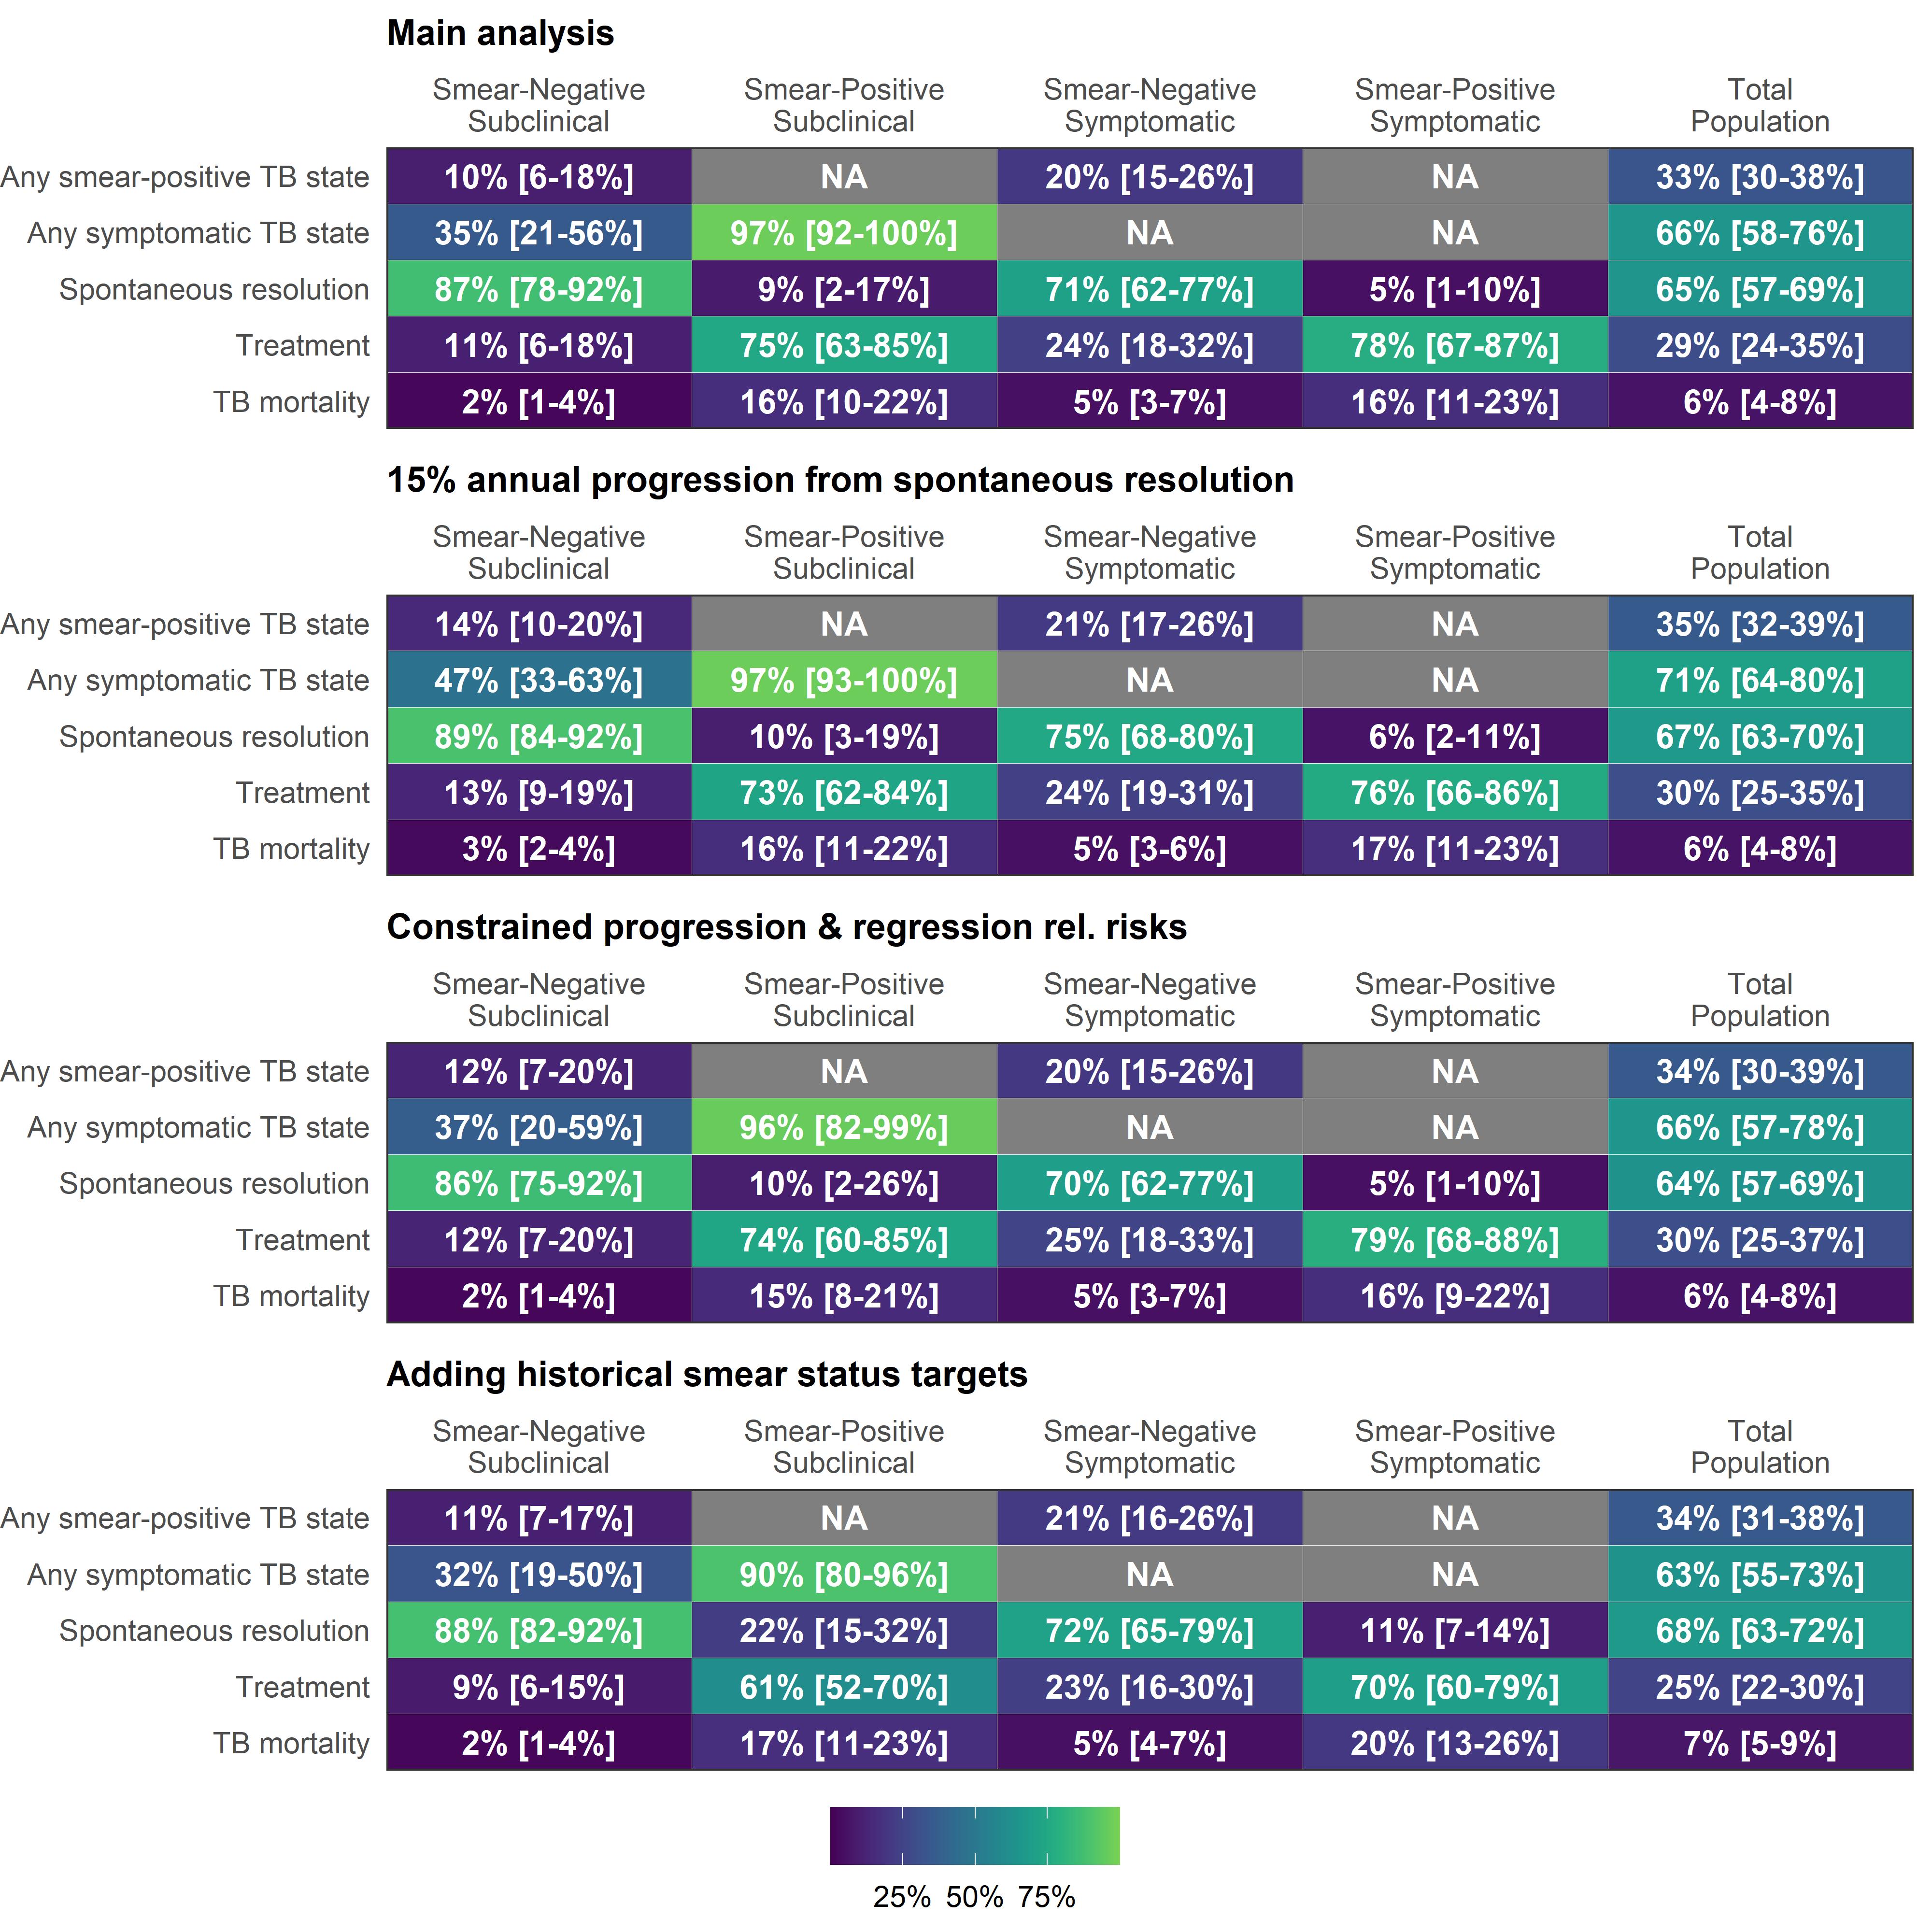 Main analysis
Smear-Negative Subclinical
Smear-Positive Subclinical
Smear-Negative Symptomatic
Smear-Positive Symptomatic
Total Population
Any smear-positive TB state 10% [6-18%] NA 20% [15-26%] NA 33% [30-38%]
Any symptomatic TB state 35% [21-56%] 97% [92-100%] NA NA 66% [58-76%]
Spontaneous resolution 87% [78-92%] 9% [2-17%] 71% [62-77%] 5% [1-10%] 65% [57-69%]
Treatment 11% [6-18%] 75% [63-85%] 24% [18-32%] 78% [67-87%] 29% [24-35%]
TB mortality 2% [1-4%] 16% [10-22%] 5% [3-7%] 16% [11-23%] 6% [4-8%]
15% annual progression from spontaneous resolution
Smear-Negative Subclinical
Smear-Positive Subclinical
Smear-Negative Symptomatic
Smear-Positive Symptomatic
Total Population
Any smear-positive TB state 14% [10-20%] NA 21% [17-26%] NA 35% [32-39%]
Any symptomatic TB state 47% [33-63%] 97% [93-100%] NA NA 71% [64-80%]
Spontaneous resolution 89% [84-92%] 10% [3-19%] 75% [68-80%] 6% [2-11%] 67% [63-70%]
Treatment 13% [9-19%] 73% [62-84%] 24% [19-31%] 76% [66-86%] 30% [25-35%]
TB mortality 3% [2-4%] 16% [11-22%] 5% [3-6%] 17% [11-23%] 6% [4-8%]
Constrained progression & regression rel. risks
Smear-Negative Subclinical
Smear-Positive Subclinical
Smear-Negative Symptomatic
Smear-Positive Symptomatic
Total Population
Any smear-positive TB state 12% [7-20%] NA 20% [15-26%] NA 34% [30-39%]
Any symptomatic TB state 37% [20-59%] 96% [82-99%] NA NA 66% [57-78%]
Spontaneous resolution 86% [75-92%] 10% [2-26%] 70% [62-77%] 5% [1-10%] 64% [57-69%]
Treatment 12% [7-20%] 74% [60-85%] 25% [18-33%] 79% [68-88%] 30% [25-37%]
TB mortality 2% [1-4%] 15% [8-21%] 5% [3-7%] 16% [9-22%] 6% [4-8%]
Adding historical smear status targets
Smear-Negative Subclinical
Smear-Positive Subclinical
Smear-Negative Symptomatic
Smear-Positive Symptomatic
Total Population
Any smear-positive TB state 11% [7-17%] NA 21% [16-26%] NA 34% [31-38%]
Any symptomatic TB state 32% [19-50%] 90% [80-96%] NA NA 63% [55-73%]
Spontaneous resolution 88% [82-92%] 22% [15-32%] 72% [65-79%] 11% [7-14%] 68% [63-72%]
Treatment 9% [6-15%] 61% [52-70%] 23% [16-30%] 70% [60-79%] 25% [22-30%]
TB mortality 2% [1-4%] 17% [11-23%] 5% [4-7%] 20% [13-26%] 7% [5-9%]
25% 50% 75%